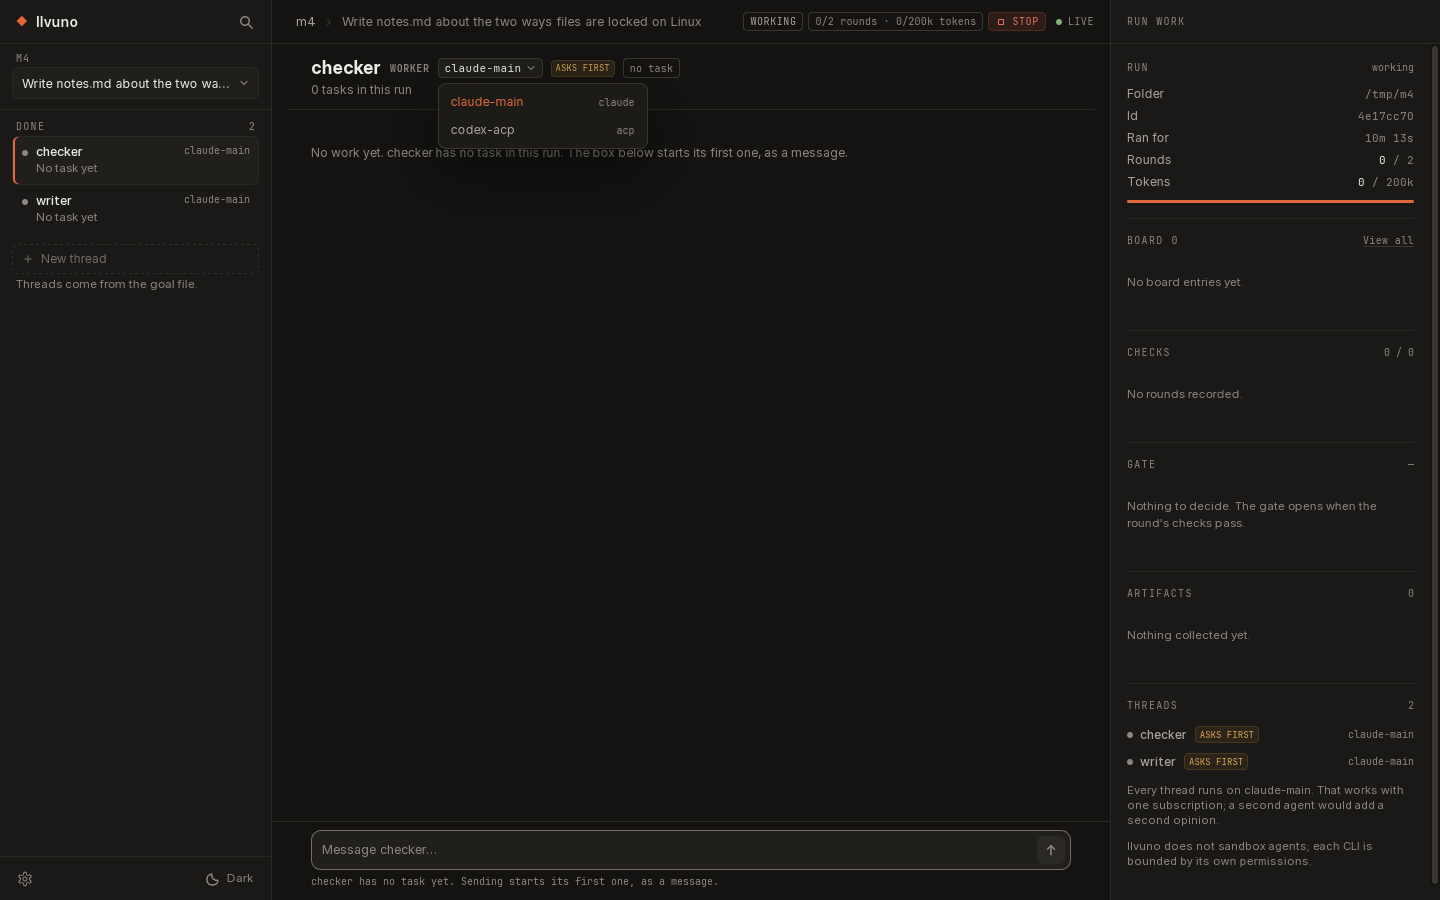 Ilvuno
M4
Write notes.md about the two wa...
DONE 2
checker claude-main
No task yet
writer claude-main
No task yet
+ New thread
Threads come from the goal file.
Dark
m4 > Write notes.md about the two ways files are locked on Linux
WORKING 0/2 rounds · 0/200k tokens STOP LIVE
checker WORKER claude-main ASKS FIRST no task
0 tasks in this run
claude-main claude
codex-acp acp
No work yet. checker has no task in this run. The box below starts its first one, as a message.
Message checker...
checker has no task yet. Sending starts its first one, as a message.
RUN WORK
RUN working
Folder /tmp/m4
Id 4e17cc70
Ran for 10m 13s
Rounds 0 / 2
Tokens 0 / 200k
BOARD 0 View all
No board entries yet.
CHECKS 0 / 0
No rounds recorded.
GATE —
Nothing to decide. The gate opens when the
round's checks pass.
ARTIFACTS 0
Nothing collected yet.
THREADS 2
checker ASKS FIRST claude-main
writer ASKS FIRST claude-main
Every thread runs on claude-main. That works with
one subscription; a second agent would add a
second opinion.
Ilvuno does not sandbox agents; each CLI is
bounded by its own permissions.